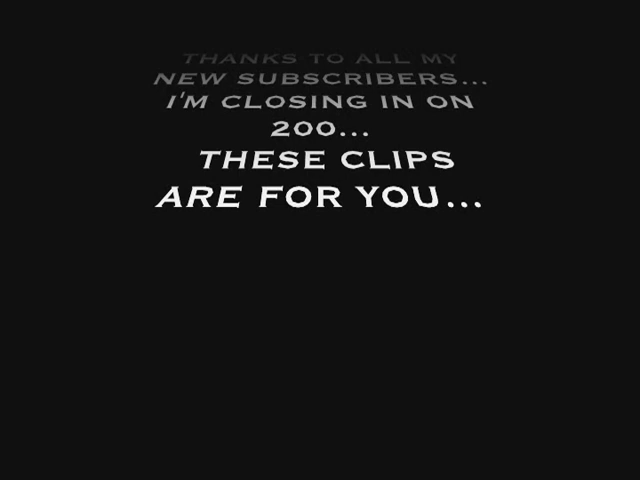 THANKS TO ALL MY
NEW SUBSCRIBERS...
I'M CLOSING IN ON
200...
THESE CLIPS
ARE FOR YOU...